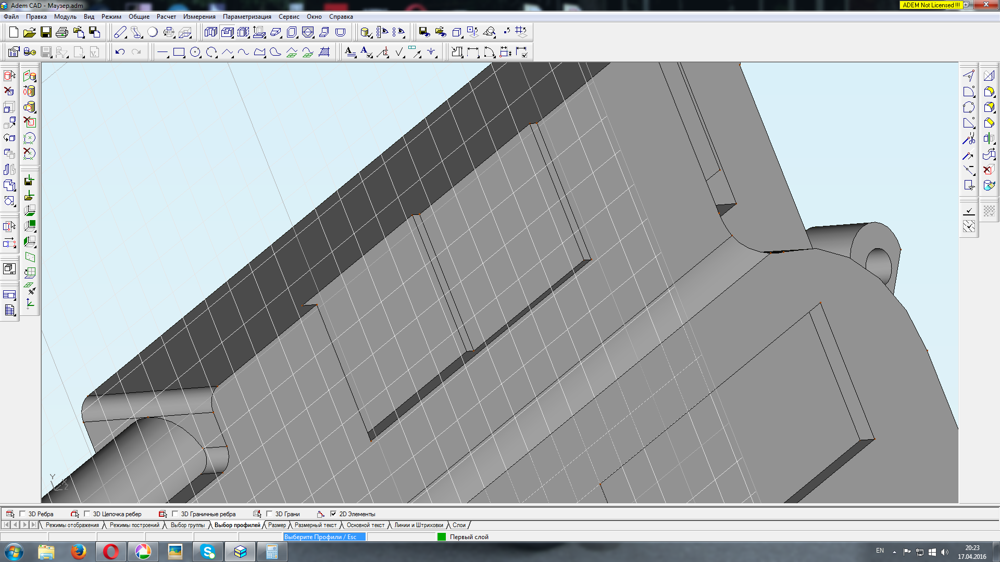 Adem CAD - Маузер.adm
ADEM Not Licensed !!!
Файл Правка Модуль Вид Режим Общие Расчет Измерения Параметризация Сервис Окно Справка
Y
X
Z
3D Ребра 3D Цепочка ребер 3D Граничные ребра 3D Грани 2D Элементы
Режимы отображения Режимы построений Выбор группы Выбор профилей Размер Размерный текст Основной текст Линии и Штриховки Слои
Выберите Профили / Esc Первый слой
EN
20:23
17.04.2016